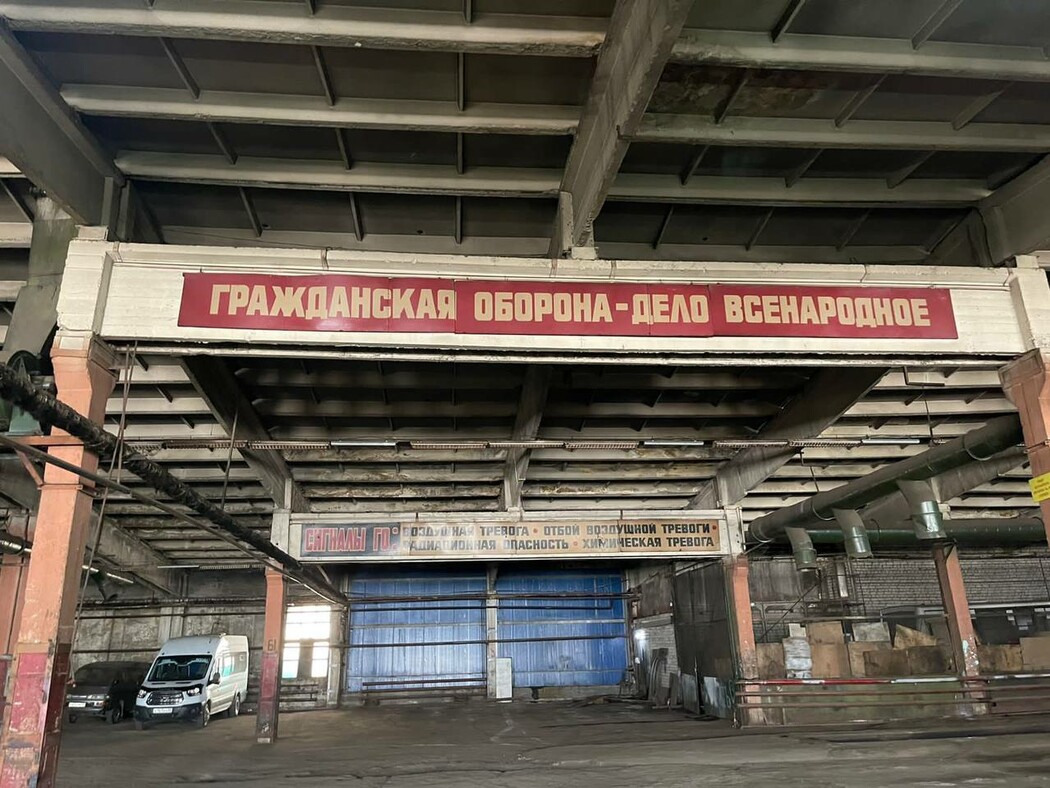 ГРАЖДАНСКАЯ ОБОРОНА-ДЕЛО ВСЕНАРОДНОЕ
СИГНАЛЫ ГО: ВОЗДУШНАЯ ТРЕВОГА • ОТБОЙ ВОЗДУШНОЙ ТРЕВОГИ •
РАДИАЦИОННАЯ ОПАСНОСТЬ • ХИМИЧЕСКАЯ ТРЕВОГА